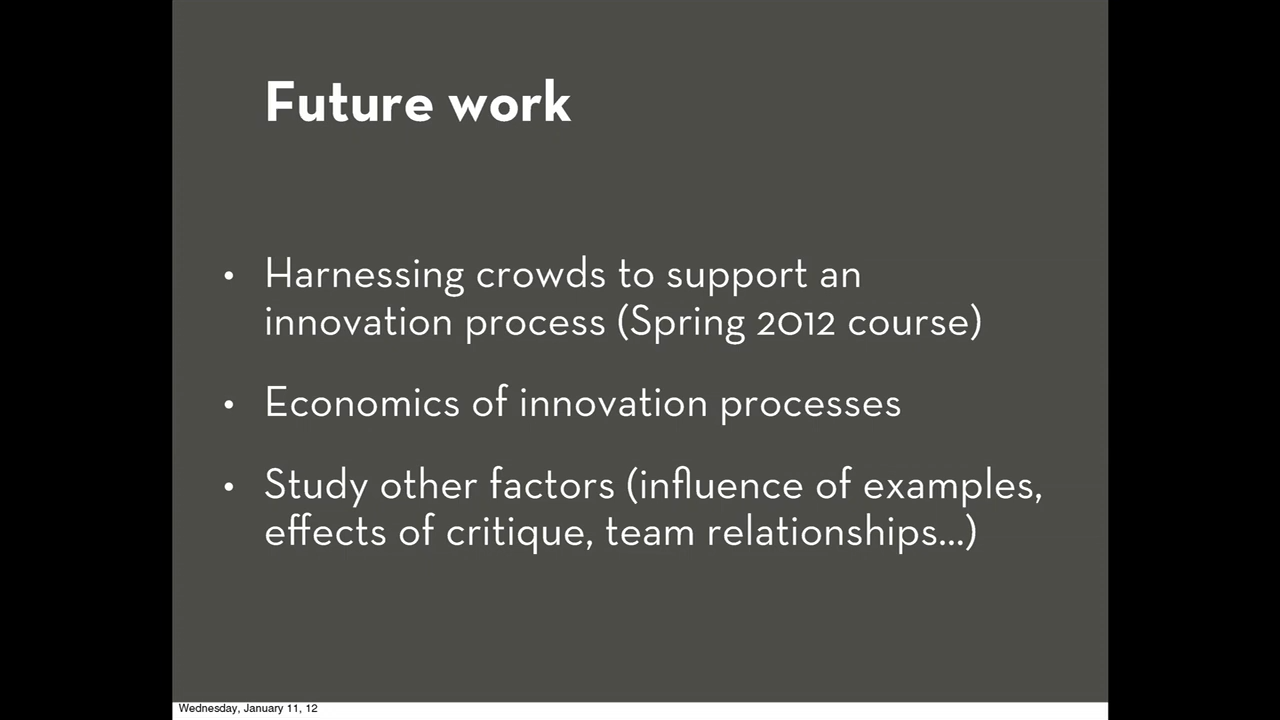 Future work
• Harnessing crowds to support an
innovation process (Spring 2012 course)
• Economics of innovation processes
• Study other factors (influence of examples,
effects of critique, team relationships...)
Wednesday, January 11, 12